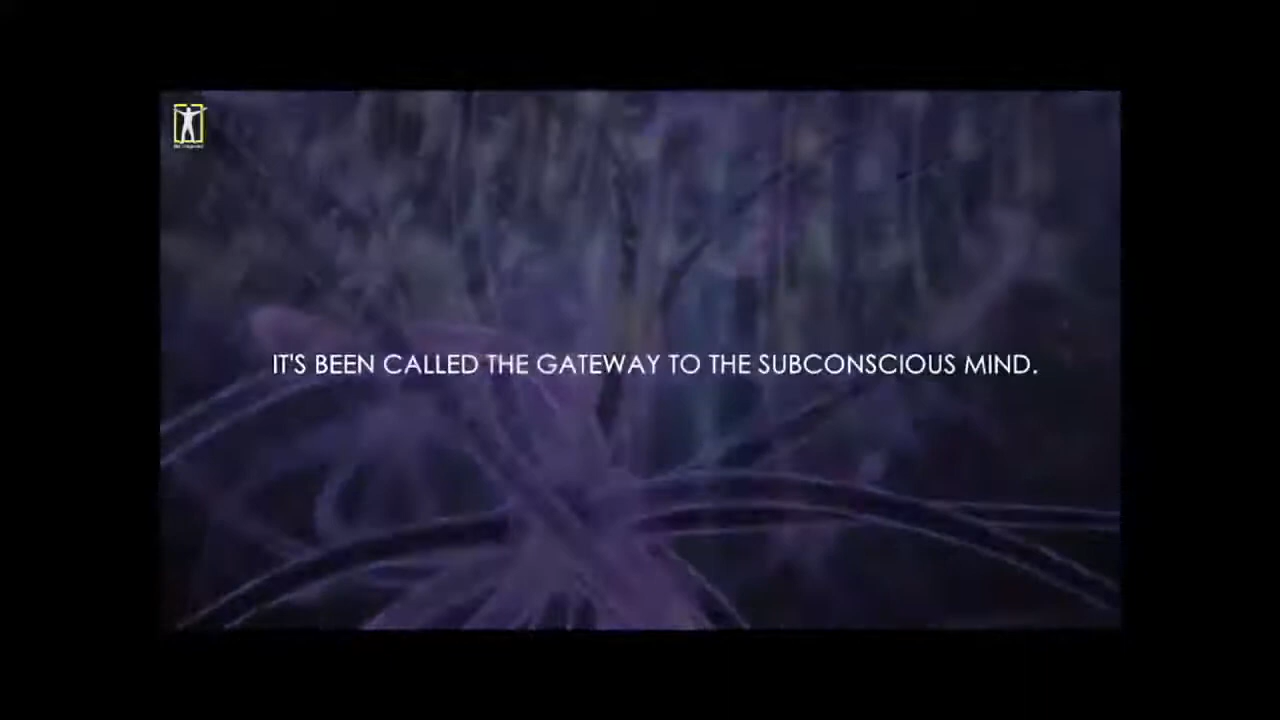 IT'S BEEN CALLED THE GATEWAY TO THE SUBCONSCIOUS MIND.